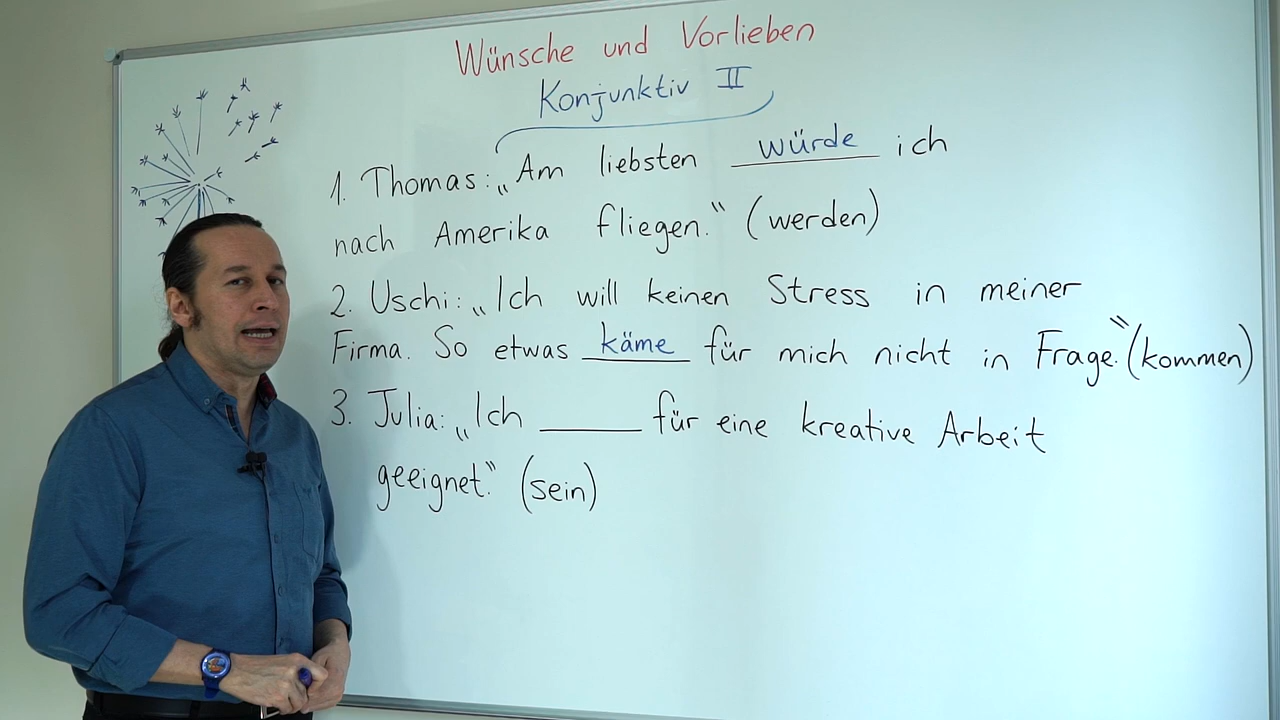 Wünsche und Vorlieben
Konjunktiv II
1. Thomas: „Am liebsten würde ich
nach Amerika fliegen.“ (werden)
2. Uschi: „Ich will keinen Stress in meiner
Firma. So etwas käme für mich nicht in Frage.“ (kommen)
3. Julia: „Ich _____ für eine kreative Arbeit
geeignet.“ (sein)